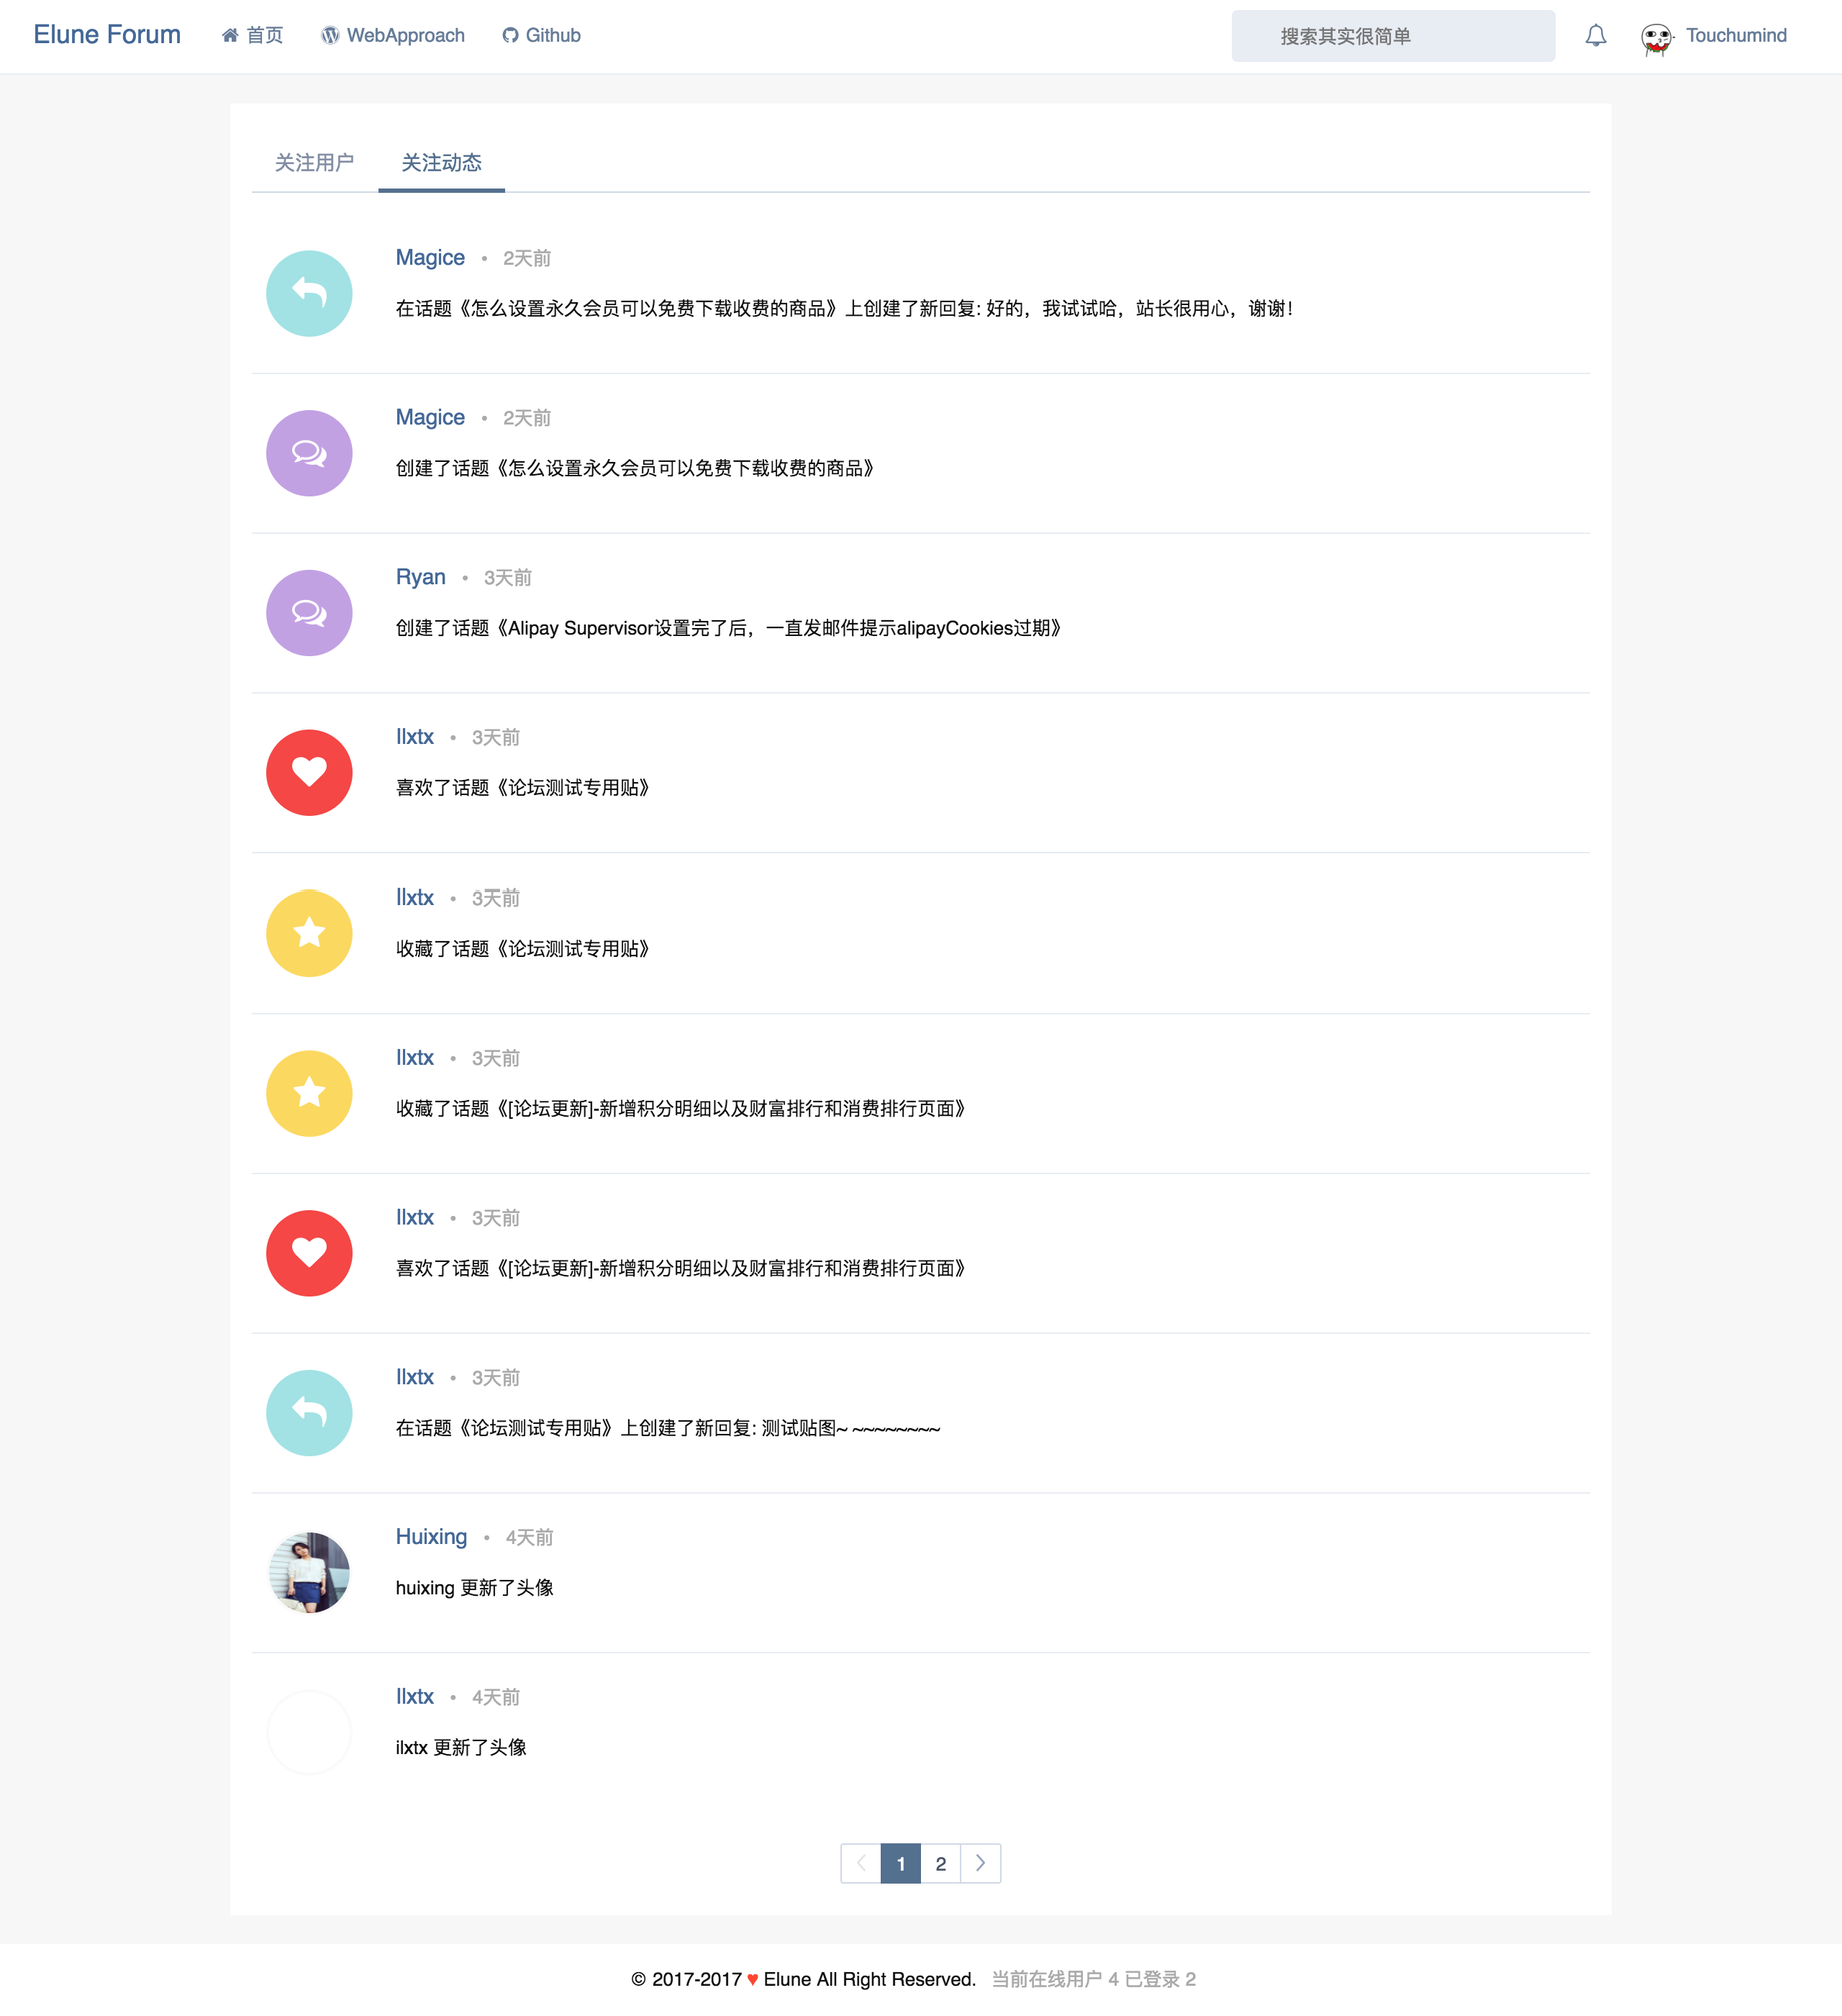 Elune Forum 首页 WebApproach Github 搜索其实很简单 Touchumind
关注用户 关注动态
Magice • 2天前
在话题《怎么设置永久会员可以免费下载收费的商品》上创建了新回复: 好的，我试试哈，站长很用心，谢谢！
Magice • 2天前
创建了话题《怎么设置永久会员可以免费下载收费的商品》
Ryan • 3天前
创建了话题《Alipay Supervisor设置完了后，一直发邮件提示alipayCookies过期》
Ilxtx • 3天前
喜欢了话题《论坛测试专用贴》
Ilxtx • 3天前
收藏了话题《论坛测试专用贴》
Ilxtx • 3天前
收藏了话题《[论坛更新]-新增积分明细以及财富排行和消费排行页面》
Ilxtx • 3天前
喜欢了话题《[论坛更新]-新增积分明细以及财富排行和消费排行页面》
Ilxtx • 3天前
在话题《论坛测试专用贴》上创建了新回复: 测试贴图~ ~~~~~~~~
Huixing • 4天前
huixing 更新了头像
Ilxtx • 4天前
ilxtx 更新了头像
1 2
© 2017-2017 ♥ Elune All Right Reserved. 当前在线用户 4 已登录 2